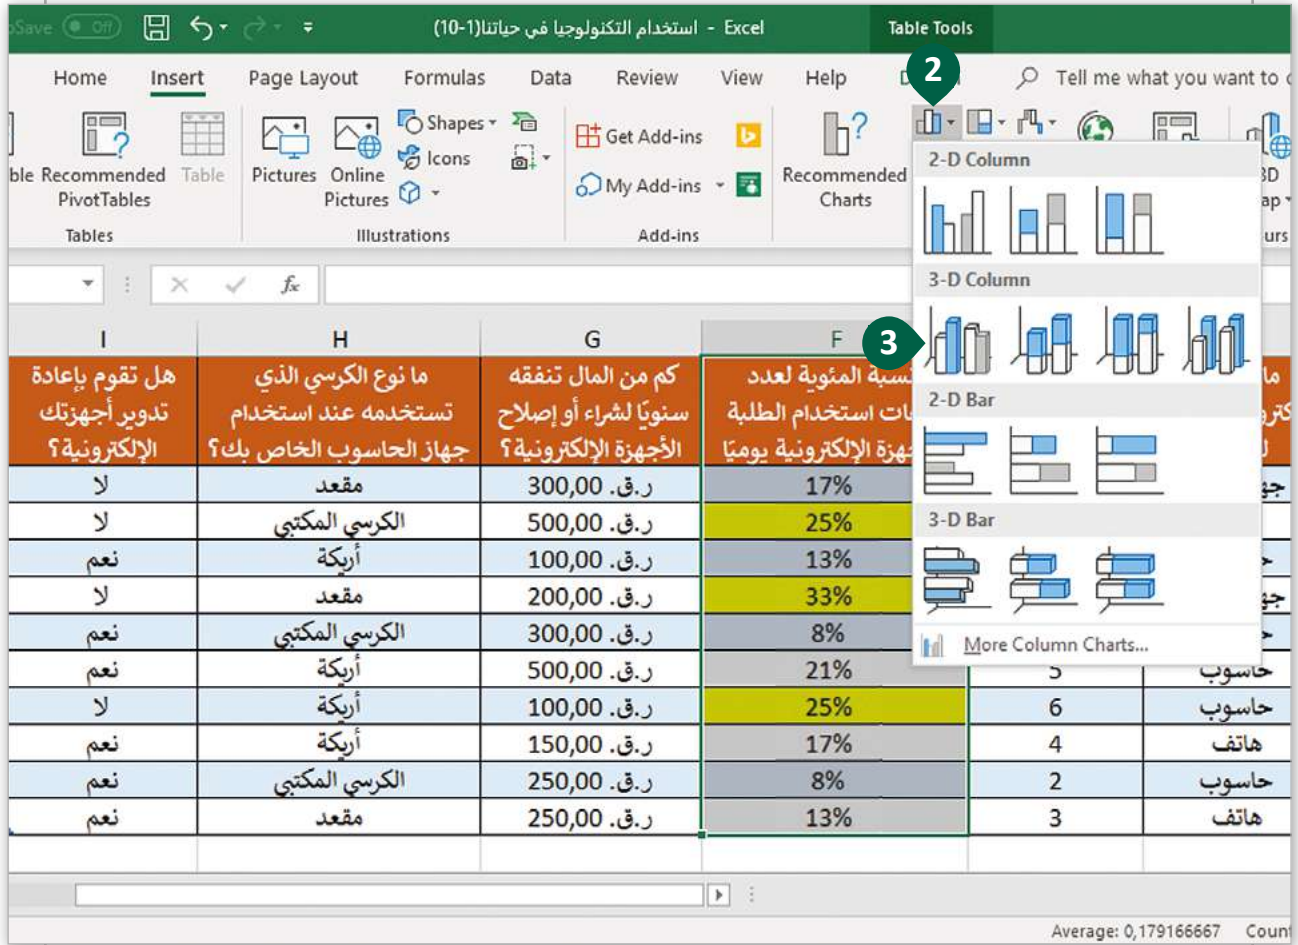 Save Off استخدام التكنولوجيا في حياتنا(1-10) - Excel Table Tools
Home Insert Page Layout Formulas Data Review View Help Tell me what you want to
2
Recommended PivotTables
Table
Tables
Pictures
Online Pictures
Shapes
Icons
Illustrations
Get Add-ins
My Add-ins
Add-ins
Recommended Charts
2-D Column
3-D Column
3
2-D Bar
3-D Bar
More Column Charts...
fx
I H G F
هل تقوم بإعادة تدوير أجهزتك الإلكترونية؟
ما نوع الكرسي الذي تستخدمه عند استخدام جهاز الحاسوب الخاص بك؟
كم من المال تنفقه سنويًا لشراء أو إصلاح الأجهزة الإلكترونية؟
المئوية لعدد
استخدام الطلبة
الإلكترونية يوميًا
لا مقعد ر.ق. 300,00 17%
لا الكرسي المكتبي ر.ق. 500,00 25%
نعم أريكة ر.ق. 100,00 13%
لا مقعد ر.ق. 200,00 33%
نعم الكرسي المكتبي ر.ق. 300,00 8%
نعم أريكة ر.ق. 500,00 21% 5 حاسوب
لا أريكة ر.ق. 100,00 25% 6 حاسوب
نعم أريكة ر.ق. 150,00 17% 4 هاتف
نعم الكرسي المكتبي ر.ق. 250,00 8% 2 حاسوب
نعم مقعد ر.ق. 250,00 13% 3 هاتف
Average: 0,179166667